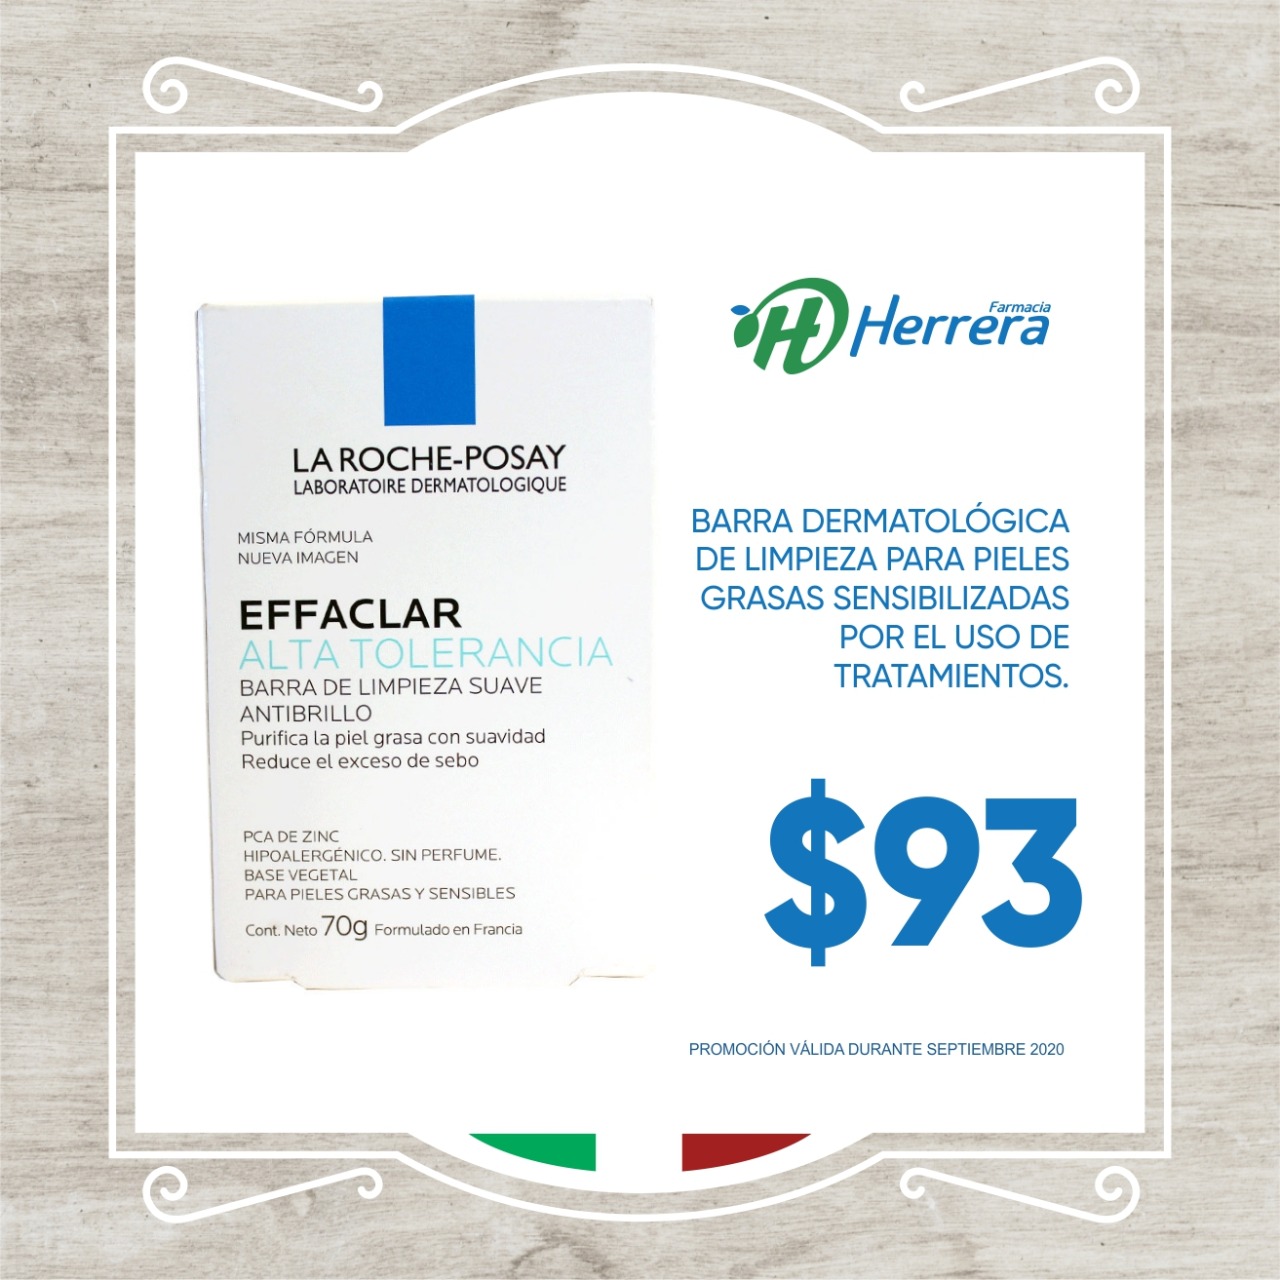 LA ROCHE-POSAY
LABORATOIRE DERMATOLOGIQUE
MISMA FÓRMULA
NUEVA IMAGEN
EFFACLAR
ALTA TOLERANCIA
BARRA DE LIMPIEZA SUAVE
ANTIBRILLO
Purifica la piel grasa con suavidad
Reduce el exceso de sebo
PCA DE ZINC
HIPOALERGÉNICO. SIN PERFUME.
BASE VEGETAL
PARA PIELES GRASAS Y SENSIBLES
Cont. Neto 70g Formulado en Francia
H
Farmacia
Herrera
BARRA DERMATOLÓGICA
DE LIMPIEZA PARA PIELES
GRASAS SENSIBILIZADAS
POR EL USO DE
TRATAMIENTOS.
$93
PROMOCIÓN VÁLIDA DURANTE SEPTIEMBRE 2020